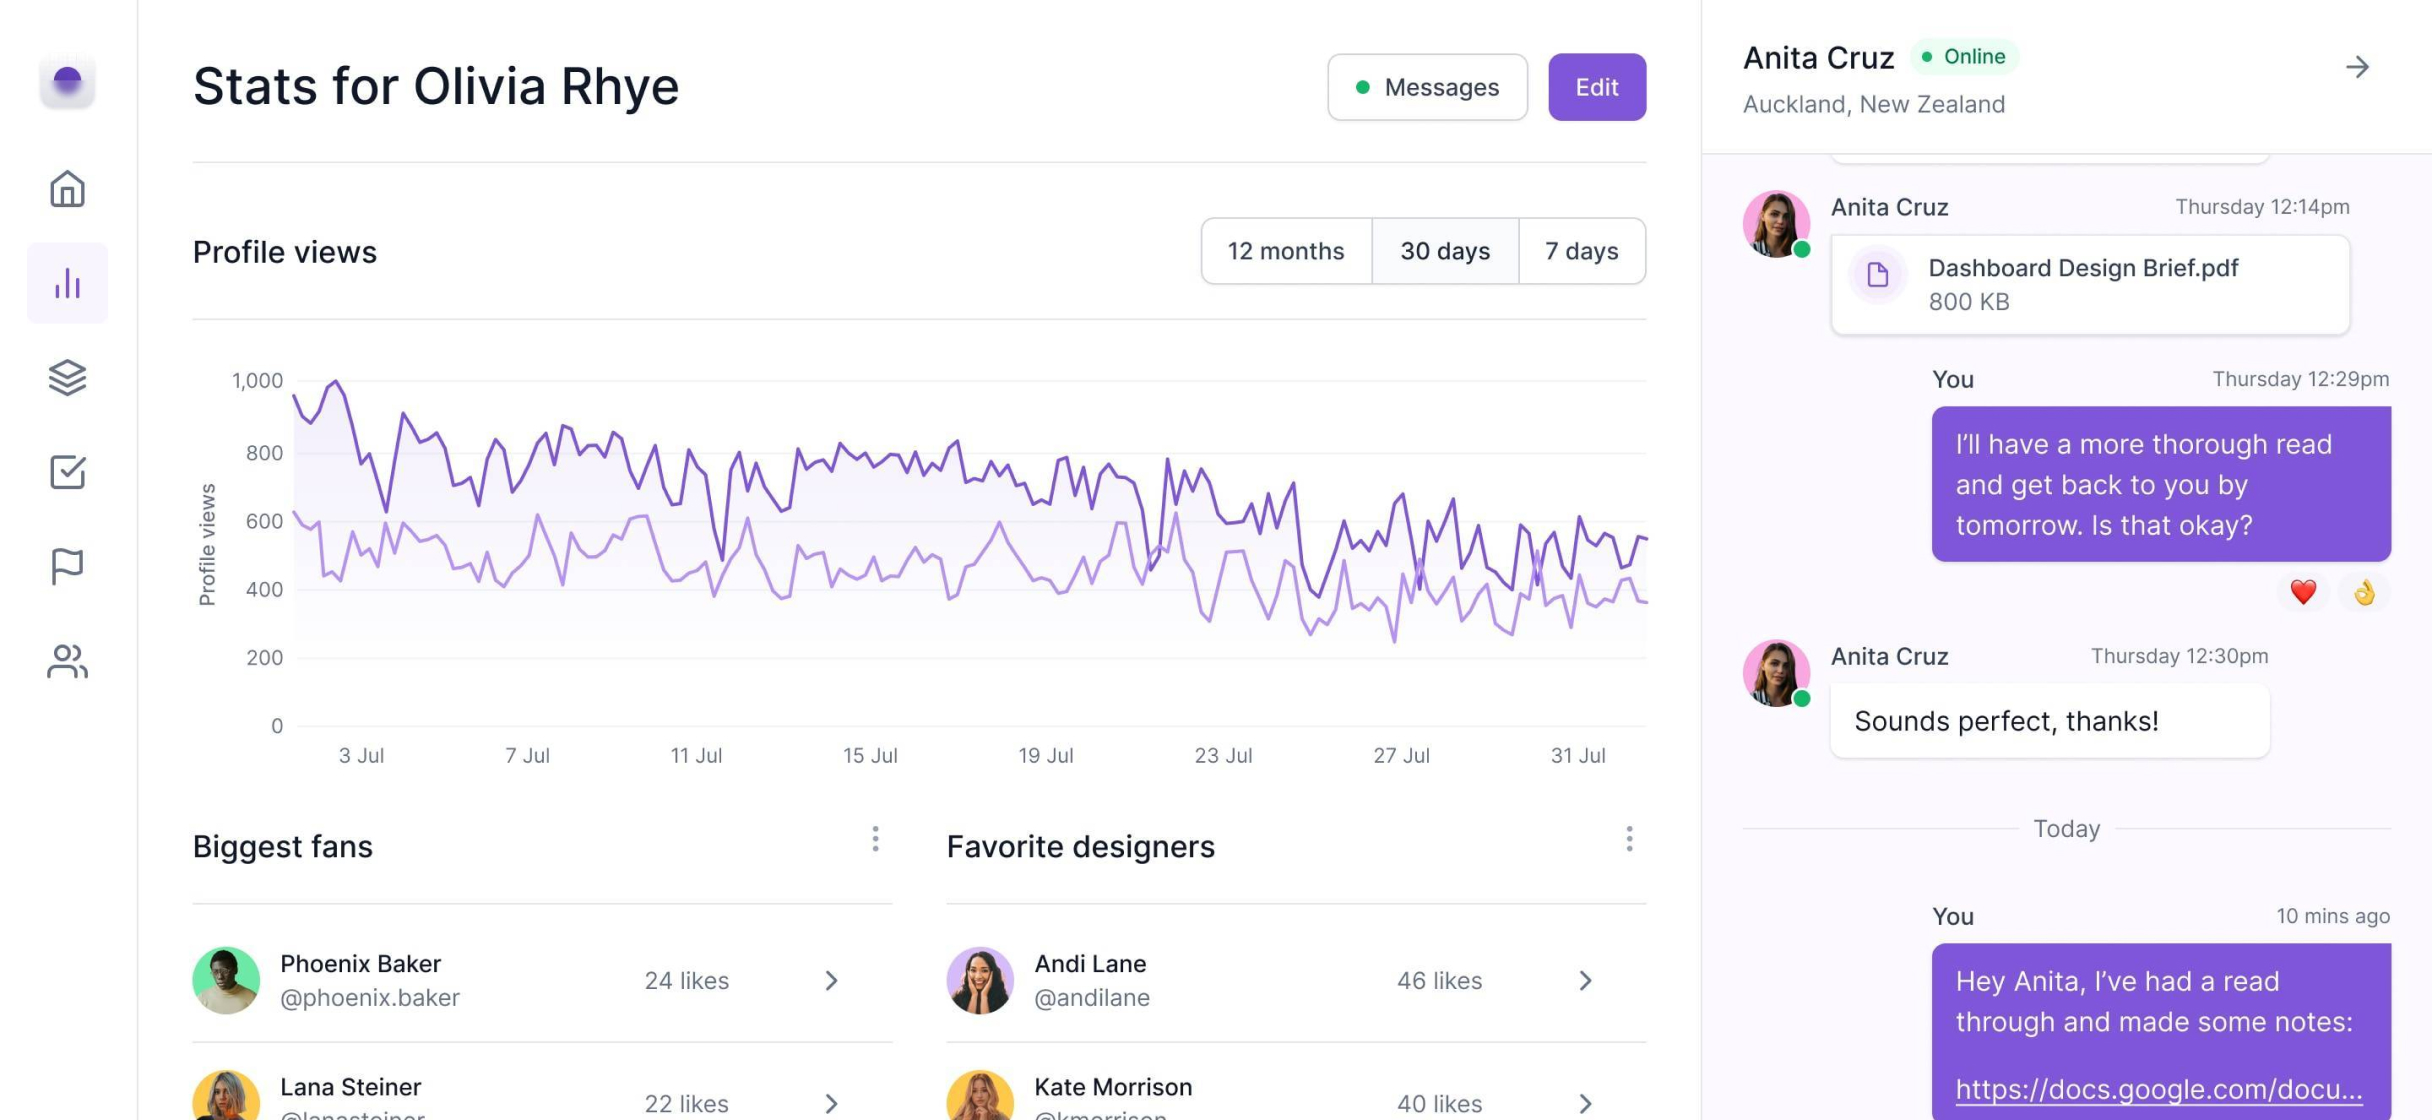 Stats for Olivia Rhye
Messages
Edit
Profile views
12 months
30 days
7 days
1,000
800
600
400
200
0
Profile views
3 Jul
7 Jul
11 Jul
15 Jul
19 Jul
23 Jul
27 Jul
31 Jul
Biggest fans
Phoenix Baker
@phoenix.baker
24 likes
Lana Steiner
@lanasteiner
22 likes
Favorite designers
Andi Lane
@andilane
46 likes
Kate Morrison
@kmorrison
40 likes
Anita Cruz
Online
Auckland, New Zealand
Anita Cruz
Thursday 12:14pm
Dashboard Design Brief.pdf
800 KB
You
Thursday 12:29pm
I’ll have a more thorough read
and get back to you by
tomorrow. Is that okay?
Anita Cruz
Thursday 12:30pm
Sounds perfect, thanks!
Today
You
10 mins ago
Hey Anita, I’ve had a read
through and made some notes:
https://docs.google.com/docu...